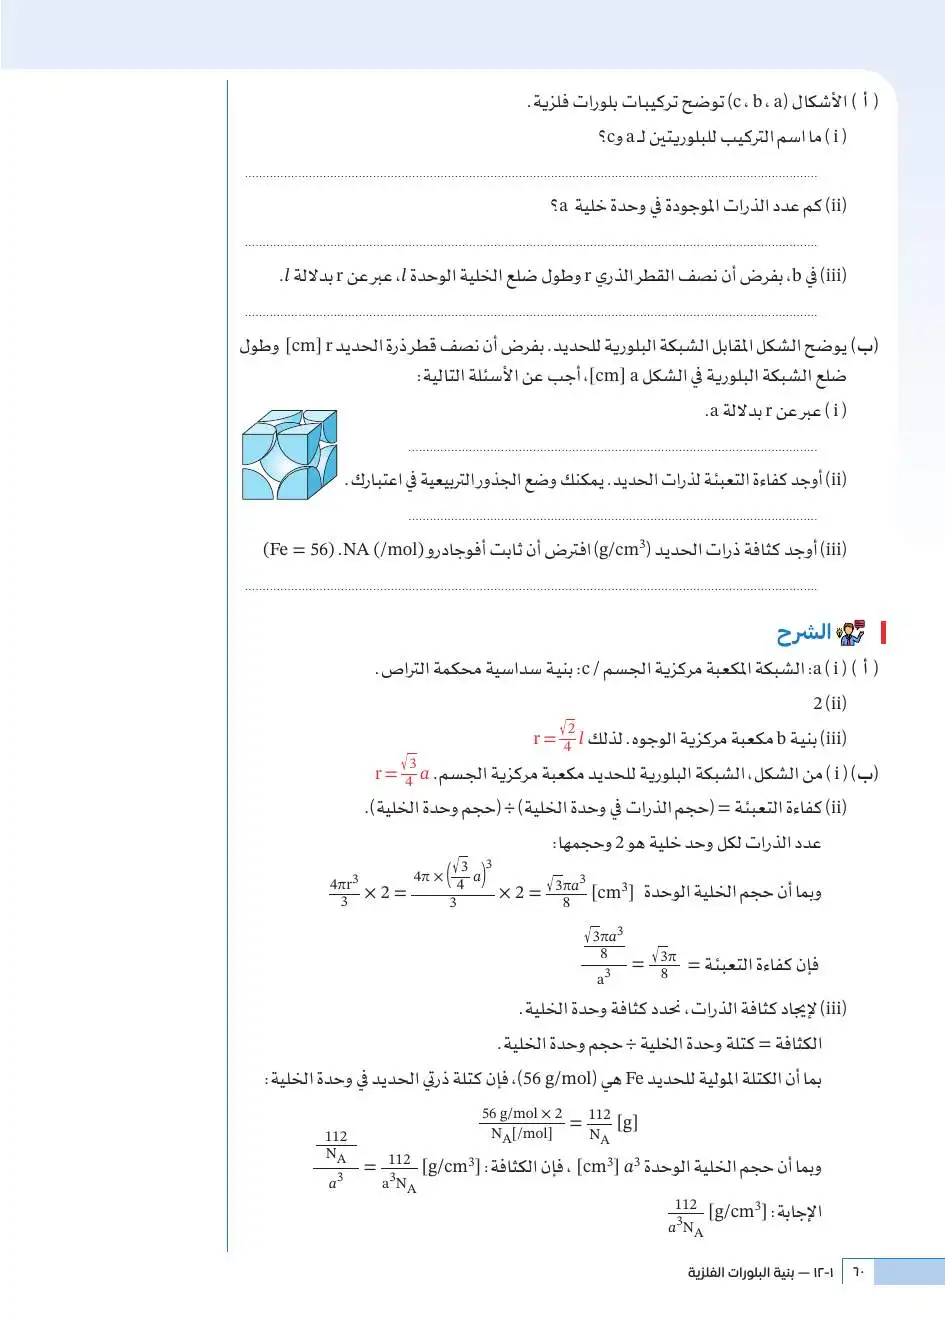 ( أ ) الأشكال (c ، b ، a) توضح تركيبات بلورات فلزية.
( i ) ما اسم التركيب للبلوريتين لـ a وc؟
(ii) كم عدد الذرات الموجودة في وحدة خلية a؟
(iii) في b، بفرض أن نصف القطر الذري r وطول ضلع الخلية الوحدة l، عبر عن r بدلالة l.
(ب) يوضح الشكل المقابل الشبكة البلورية للحديد. بفرض أن نصف قطر ذرة الحديد r [cm] وطول
ضلع الشبكة البلورية في الشكل a [cm]، أجب عن الأسئلة التالية:
( i ) عبر عن r بدلالة a.
(ii) أوجد كفاءة التعبئة لذرات الحديد. يمكنك وضع الجذور التربيعية في اعتبارك.
(iii) أوجد كثافة ذرات الحديد (g/cm³) افترض أن ثابت أفوجادرو NA (/mol). (Fe = 56)
الشرح
( أ ) ( i ) a: الشبكة المكعبة مركزية الجسم / c: بنية سداسية محكمة التراص.
(ii) 2
(iii) بنية b مكعبة مركزية الوجوه. لذلك r = √2/4 l
(ب) ( i ) من الشكل، الشبكة البلورية للحديد مكعبة مركزية الجسم. r = √3/4 a
(ii) كفاءة التعبئة = (حجم الذرات في وحدة الخلية) ÷ (حجم وحدة الخلية).
عدد الذرات لكل وحد خلية هو 2 وحجمها:
وبما أن حجم الخلية الوحدة 4πr³/3 × 2 = 4π × (√3/4 a)³/3 × 2 = √3πa³/8 [cm³]
فإن كفاءة التعبئة = (√3πa³/8)/a³ = √3π/8
(iii) لإيجاد كثافة الذرات، نحدد كثافة وحدة الخلية.
الكثافة = كتلة وحدة الخلية ÷ حجم وحدة الخلية.
بما أن الكتلة المولية للحديد Fe هي (56 g/mol)، فإن كتلة ذرتي الحديد في وحدة الخلية:
56 g/mol × 2/N_A[/mol] = 112/N_A [g]
وبما أن حجم الخلية الوحدة a³ [cm³] ، فإن الكثافة: (112/N_A)/a³ = 112/a³N_A [g/cm³]
الإجابة: 112/a³N_A [g/cm³]
٦٠ ١-١٢ — بنية البلورات الفلزية